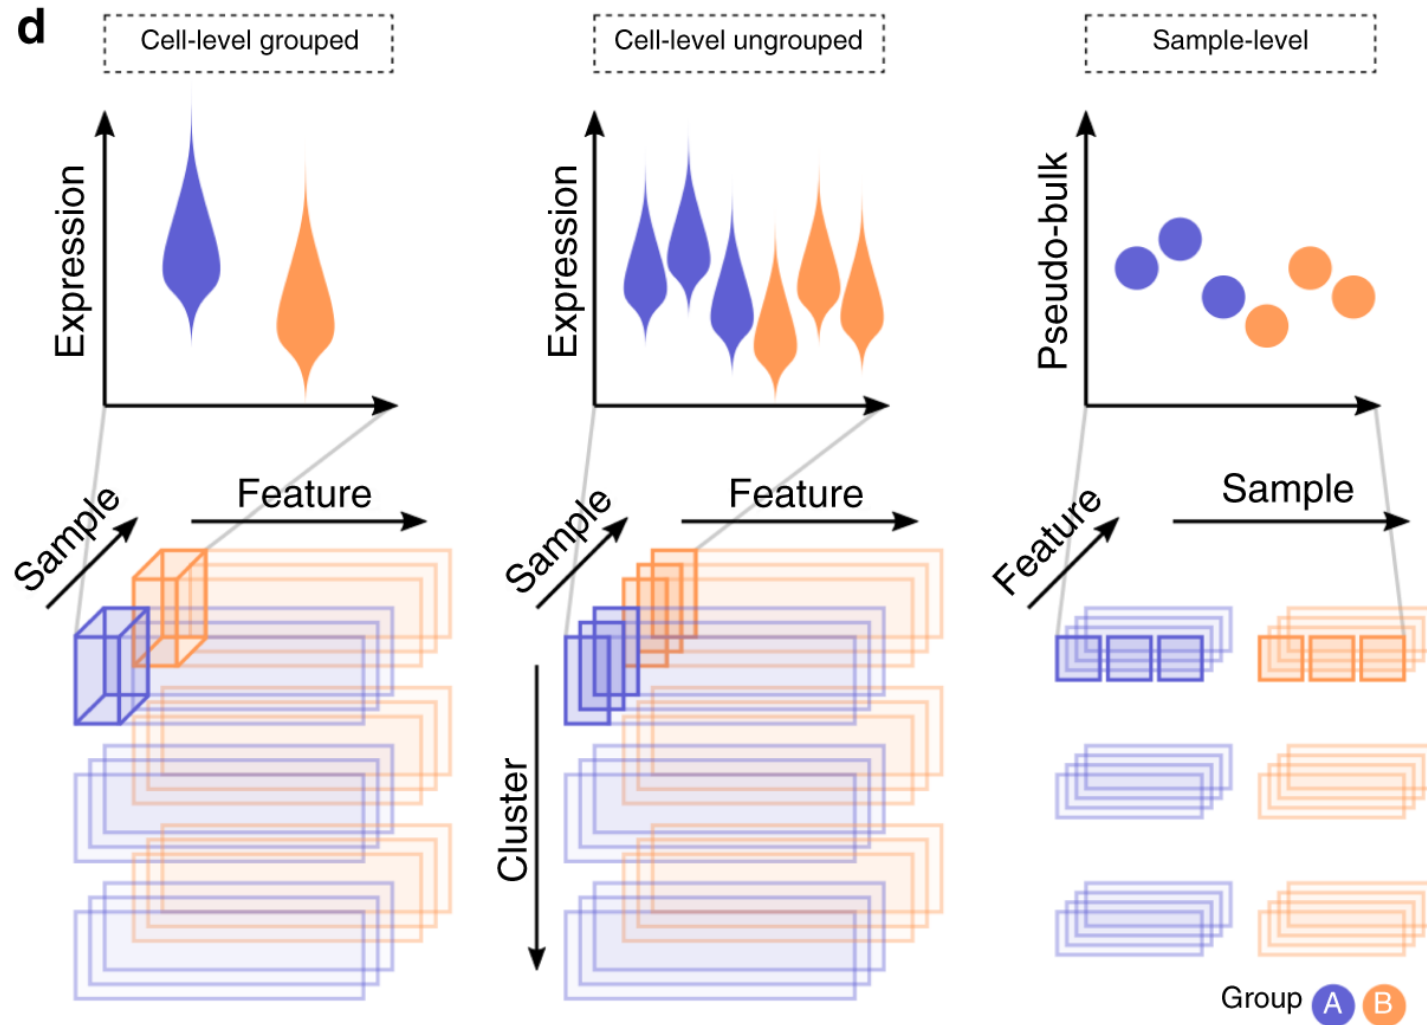 d
Cell-level grouped
Cell-level ungrouped
Sample-level
Expression
Expression
Pseudo-bulk
Sample
Feature
Sample
Feature
Feature
Sample
Cluster
Group A B